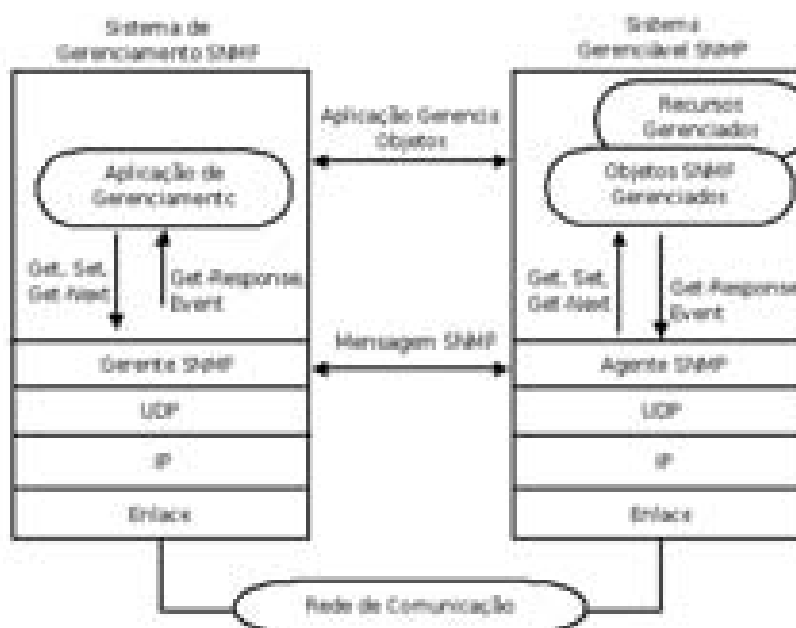 Sistema de
Gerenciamento SNMP
Sistema
Gerenciável SNMP
Aplicação Gerencia
Objetos
Recursos
Gerenciados
Aplicação de
Gerenciamento
Objetos SNMP
Gerenciados
Get, Set,
Get-Next
Get-Response,
Event
Get, Set,
Get-Next
Get-Response,
Event
Mensagem SNMP
Gerente SNMP
Agente SNMP
UDP
UDP
IP
IP
Enlace
Enlace
Rede de Comunicação